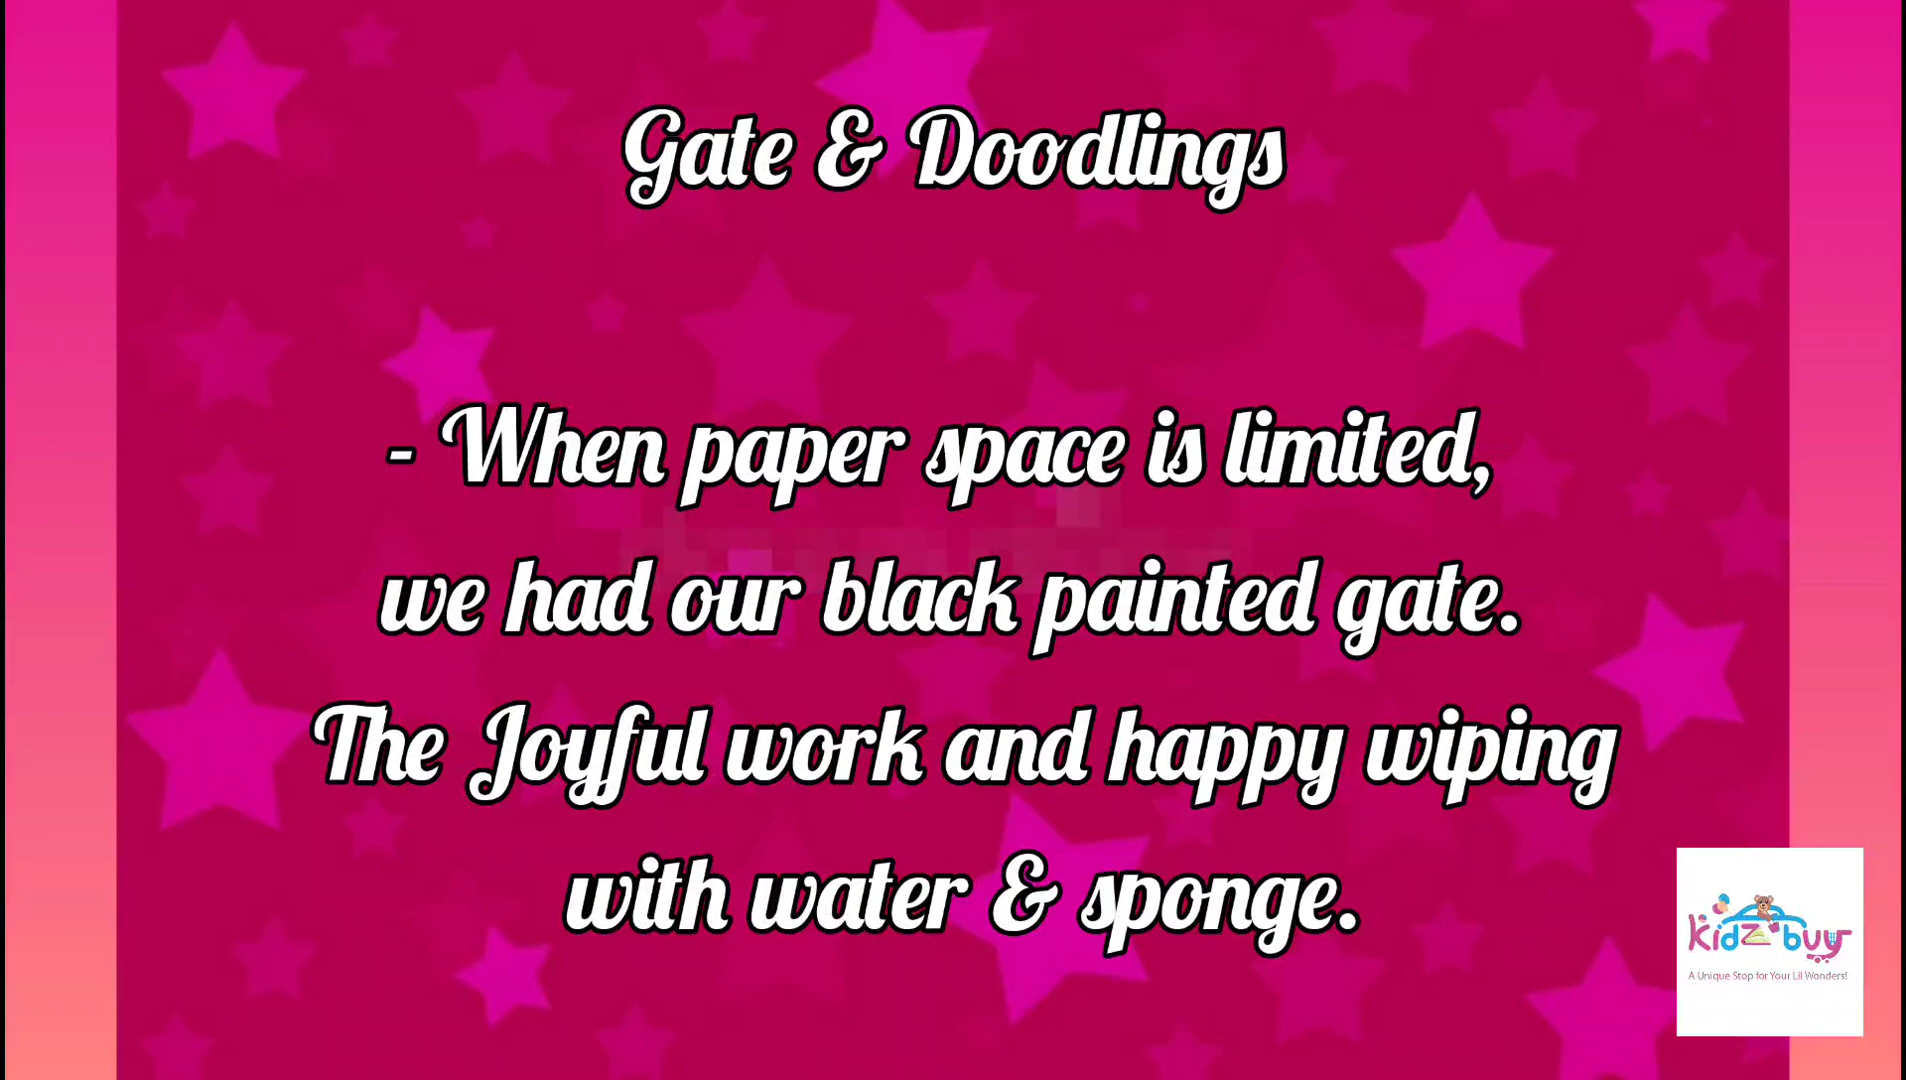 Gate & Doodlings
- When paper space is limited,
we had our black painted gate.
The Joyful work and happy wiping
with water & sponge.
kidz buy
A Unique Stop for Your Lil Wonders!